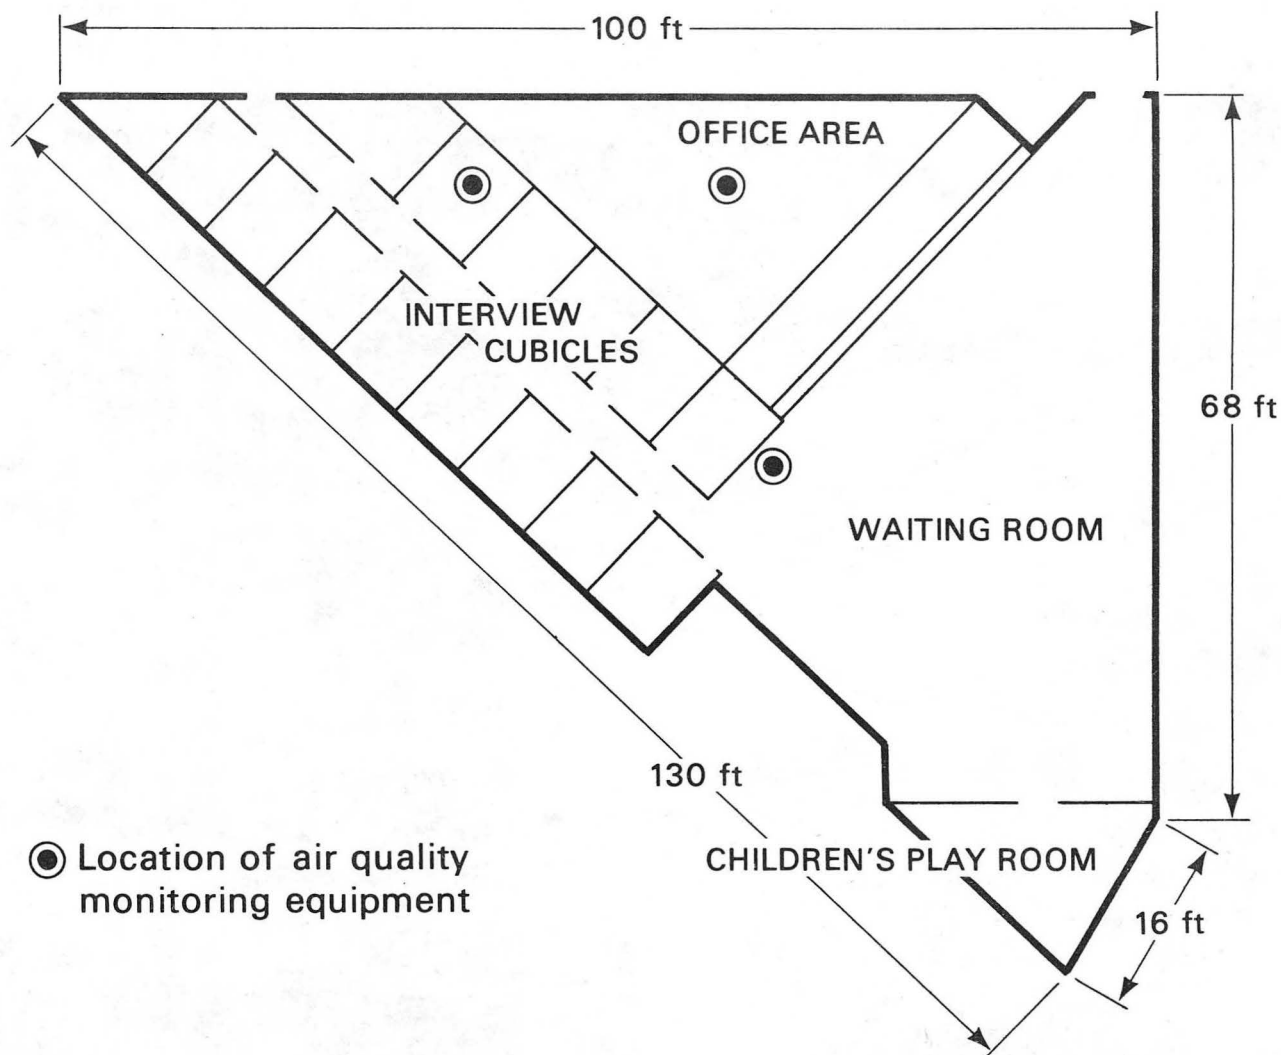 100 ft
OFFICE AREA
INTERVIEW
CUBICLES
68 ft
WAITING ROOM
130 ft
Location of air quality
monitoring equipment
CHILDREN'S PLAY ROOM
16 ft